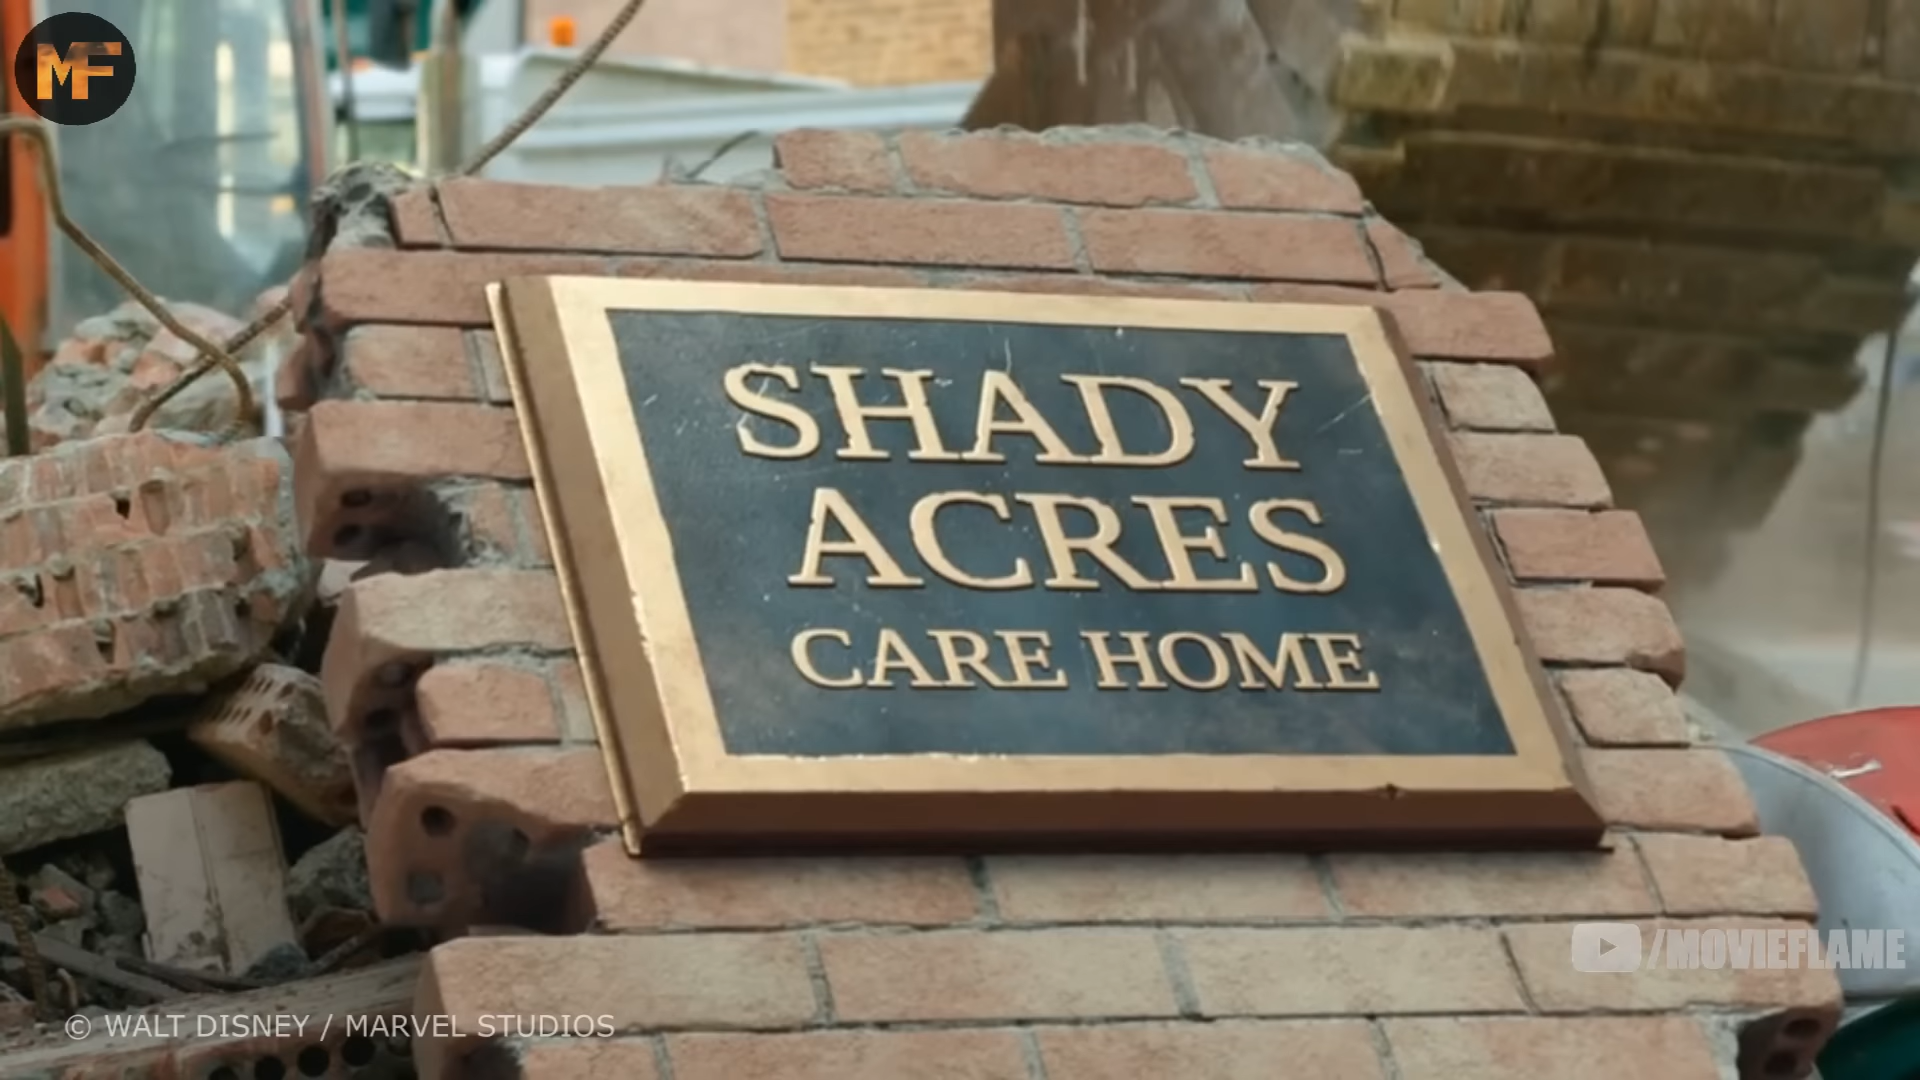 MF
SHADY
ACRES
CARE HOME
/MOVIEFLAME
© WALT DISNEY / MARVEL STUDIOS